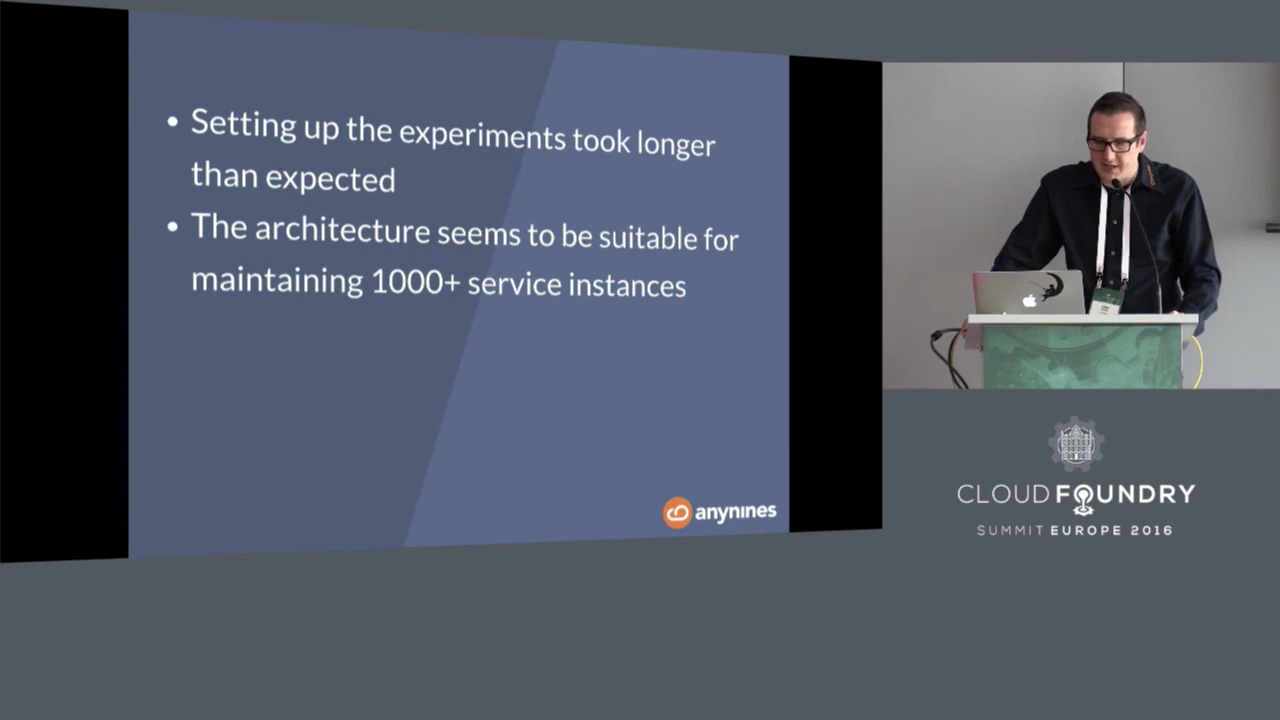 • Setting up the experiments took longer
than expected
• The architecture seems to be suitable for
maintaining 1000+ service instances
anynines
CLOUD FOUNDRY
SUMMIT EUROPE 2016